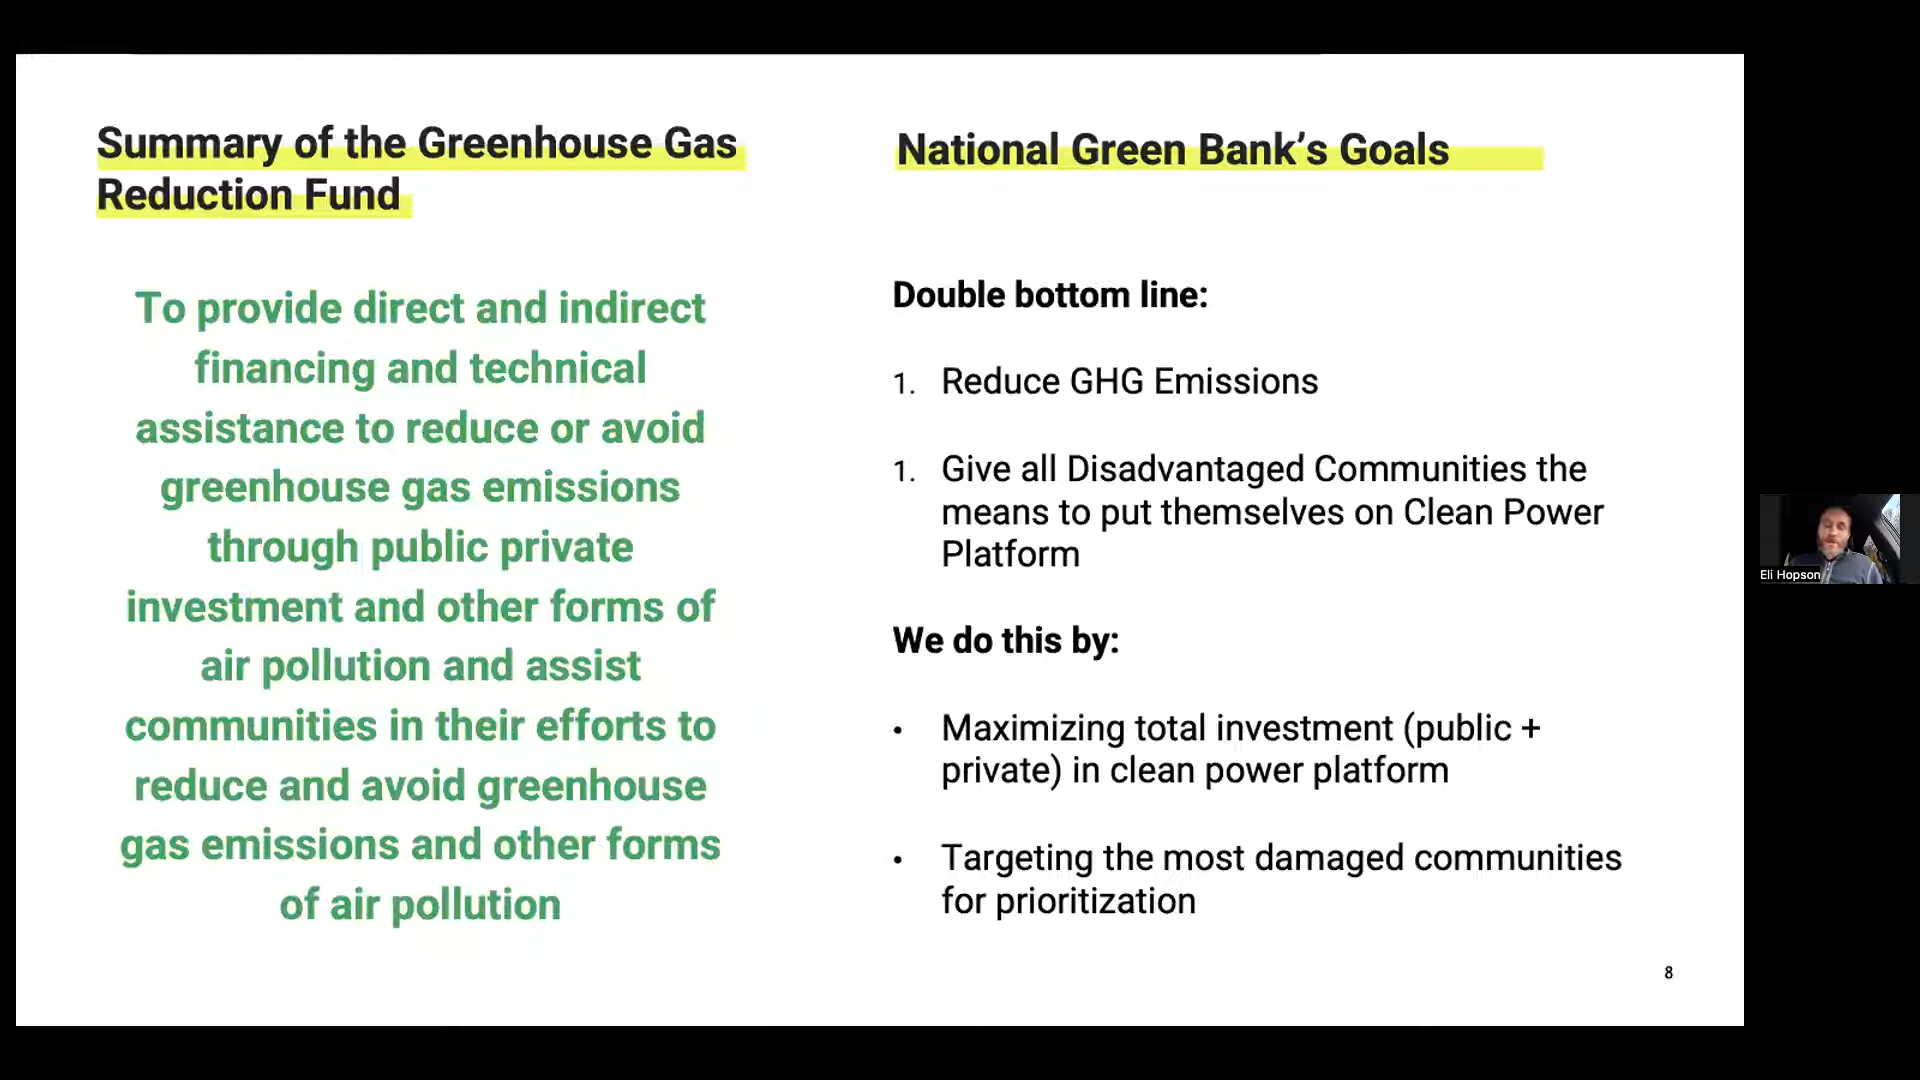 Summary of the Greenhouse Gas
Reduction Fund
To provide direct and indirect
financing and technical
assistance to reduce or avoid
greenhouse gas emissions
through public private
investment and other forms of
air pollution and assist
communities in their efforts to
reduce and avoid greenhouse
gas emissions and other forms
of air pollution
National Green Bank’s Goals
Double bottom line:
1. Reduce GHG Emissions
1. Give all Disadvantaged Communities the
means to put themselves on Clean Power
Platform
We do this by:
• Maximizing total investment (public +
private) in clean power platform
• Targeting the most damaged communities
for prioritization
8
Eli Hopson